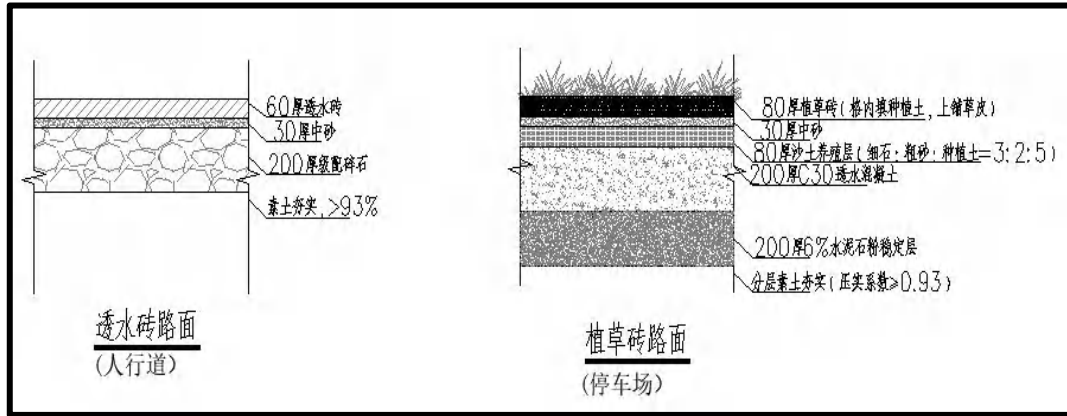 60厚透水砖
30厚中砂
200厚级配碎石
素土夯实,>93%
透水砖路面
(人行道)
80厚植草砖(格内填种植土,上铺草皮)
30厚中砂
80厚沙土养殖层(细石:粗砂:种植土=3:2:5)
200厚C30透水混凝土
200厚6%水泥石粉稳定层
分层素土夯实(压实系数≥0.93)
植草砖路面
(停车场)